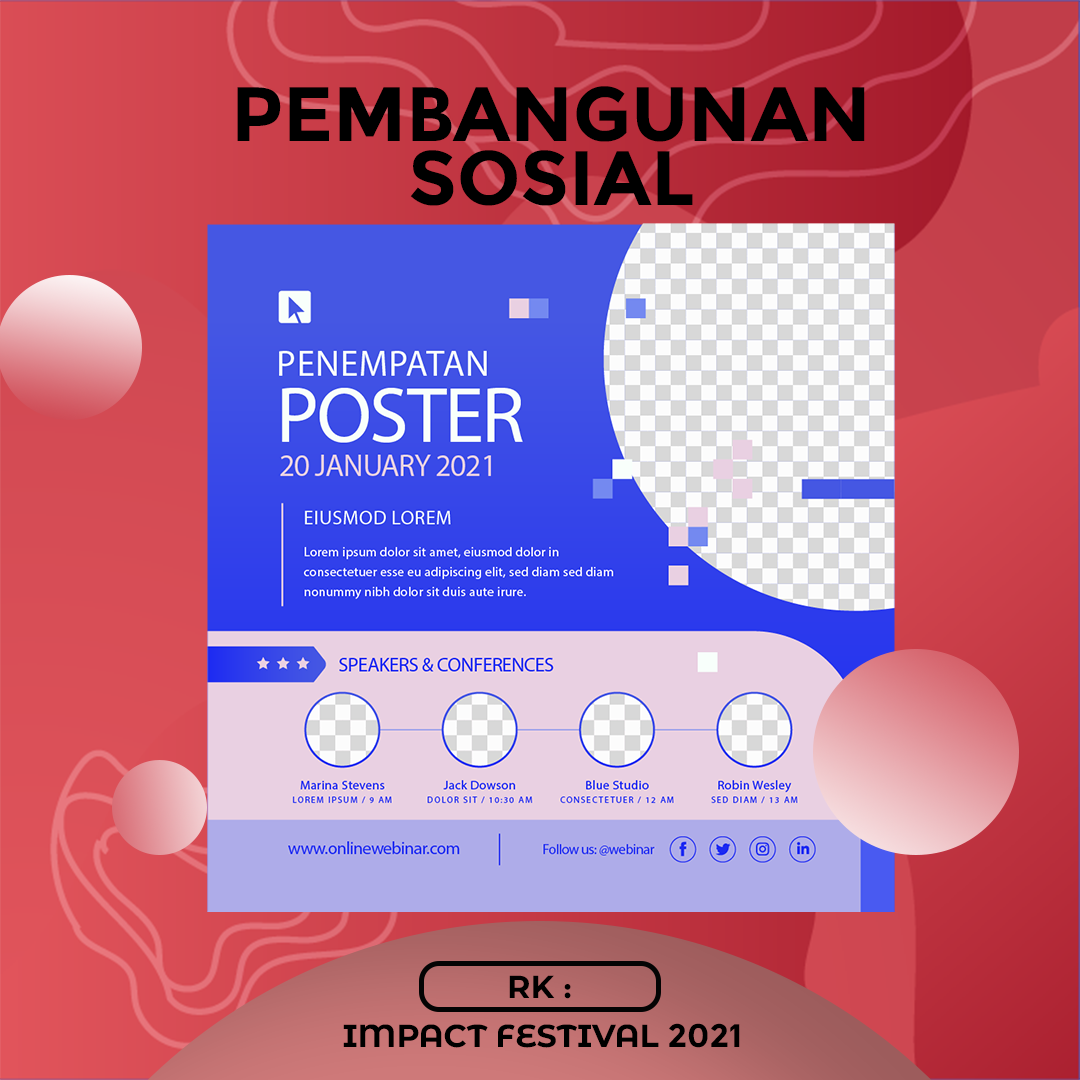 PEMBANGUNAN
SOSIAL
PENEMPATAN
POSTER
20 JANUARY 2021
EIUSMOD LOREM
Lorem ipsum dolor sit amet, eiusmod dolor in
consectetuer esse eu adipiscing elit, sed diam sed diam
nonummy nibh dolor sit duis aute irure.
SPEAKERS & CONFERENCES
Marina Stevens
LOREM IPSUM / 9 AM
Jack Dowson
DOLOR SIT / 10:30 AM
Blue Studio
CONSECTETUER / 12 AM
Robin Wesley
SED DIAM / 13 AM
www.onlinewebinar.com
Follow us: @webinar
RK :
IMPACT FESTIVAL 2021